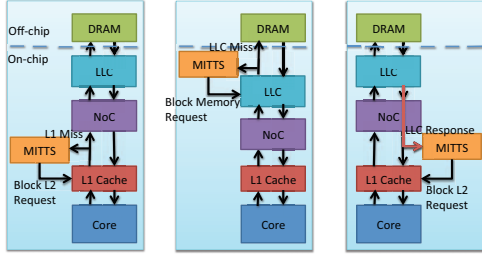 Off-chip
On-chip
DRAM
LLC
NoC
L1 Miss
MITTS
Block L2
Request
L1 Cache
Core
DRAM
LLC Miss
MITTS
Block Memory
Request
LLC
NoC
L1 Cache
Core
DRAM
LLC
NoC
LLC Response
MITTS
L1 Cache
Block L2
Request
Core